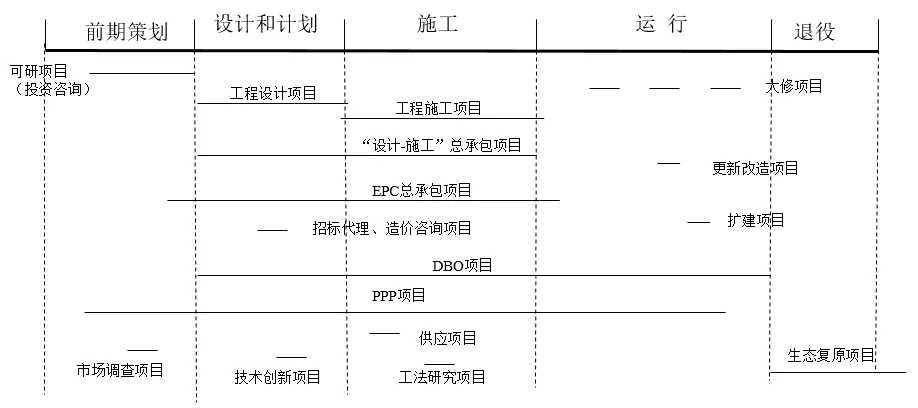 前期策划
设计和计划
施工
运 行
退役
可研项目
（投资咨询）
工程设计项目
大修项目
工程施工项目
“设计-施工”总承包项目
更新改造项目
EPC总承包项目
扩建项目
招标代理、造价咨询项目
DBO项目
PPP项目
供应项目
生态复原项目
市场调查项目
技术创新项目
工法研究项目